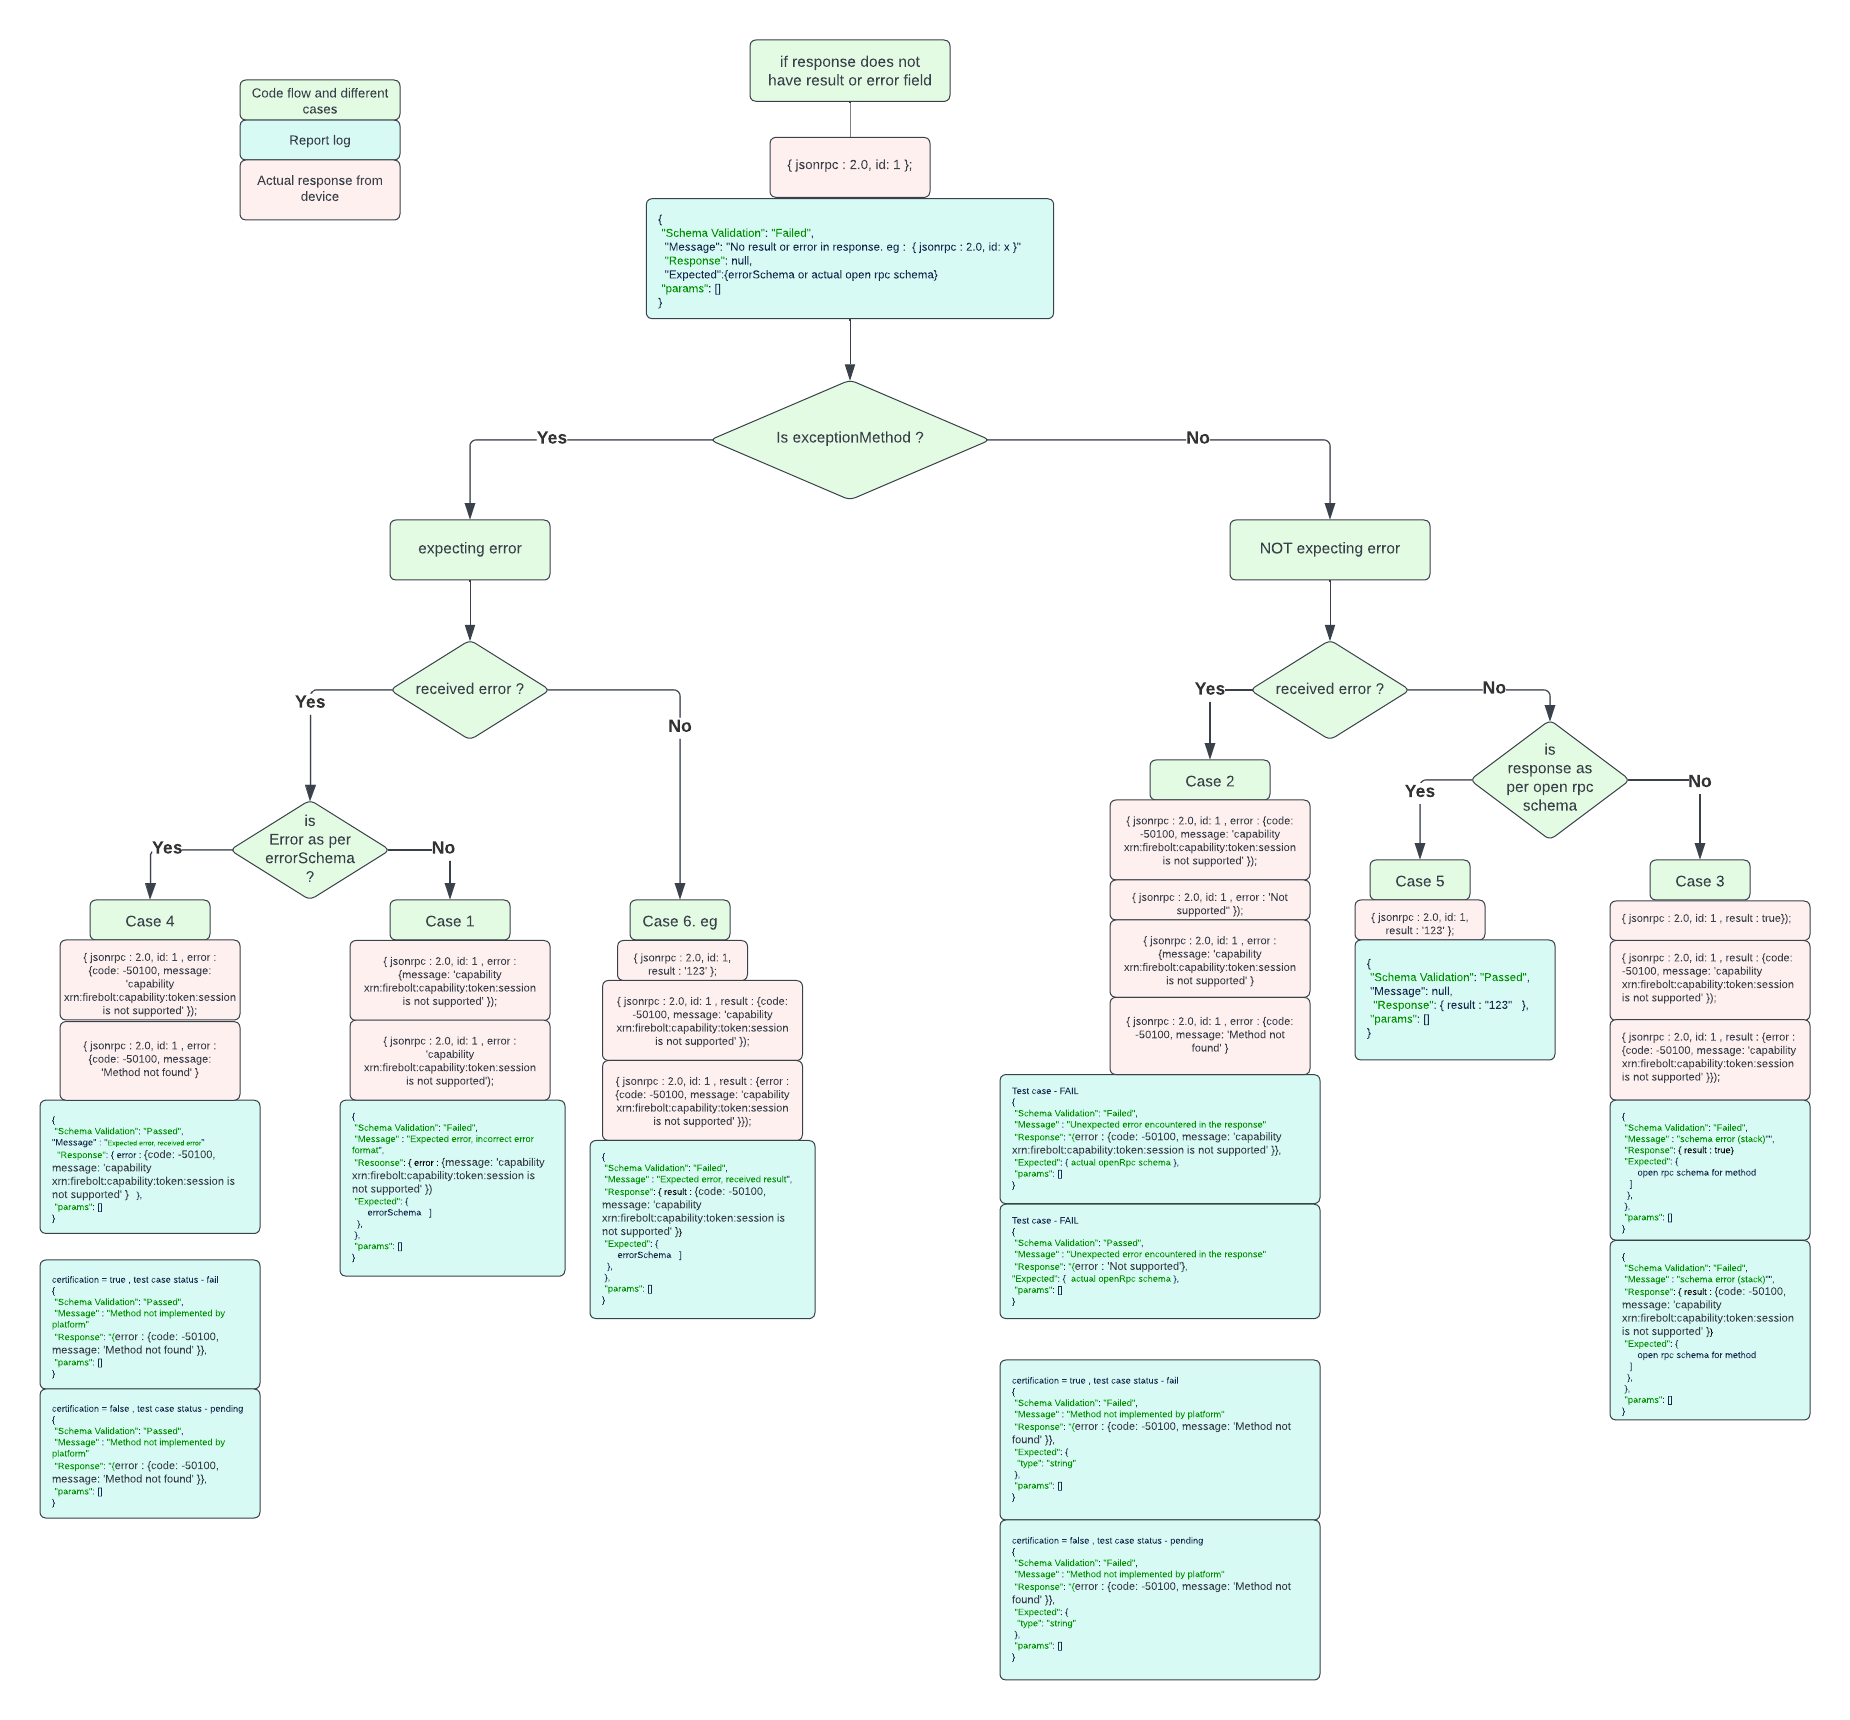 if response does not
have result or error field
Code flow and different
cases
Report log
Actual response from
device
{ jsonrpc : 2.0, id: 1 };
{
"Schema Validation": "Failed",
"Message": "No result or error in response. eg :  { jsonrpc : 2.0, id: x }"
"Response": null,
"Expected":{errorSchema or actual open rpc schema}
"params": []
}
Is exceptionMethod ?
Yes
No
expecting error
NOT expecting error
received error ?
Yes
No
received error ?
Yes
No
is
Error as per
errorSchema
?
Yes
No
is
response as
per open rpc
schema
Yes
No
Case 4
{ jsonrpc : 2.0, id: 1 , error :
{code: -50100, message:
'capability
xrn:firebolt:capability:token:session
is not supported' });
{ jsonrpc : 2.0, id: 1 , error :
{code: -50100, message:
'Method not found' }
{
"Schema Validation": "Passed",
"Message" : "Expected error, received error"
"Response": { error : {code: -50100,
message: 'capability
xrn:firebolt:capability:token:session is
not supported' }   },
"params": []
}
certification = true , test case status - fail
{
"Schema Validation": "Passed",
"Message" : "Method not implemented by
platform"
"Response": "{error : {code: -50100,
message: 'Method not found' }},
"params": []
}
certification = false , test case status - pending
{
"Schema Validation": "Passed",
"Message" : "Method not implemented by
platform"
"Response": "{error : {code: -50100,
message: 'Method not found' }},
"params": []
}
Case 1
{ jsonrpc : 2.0, id: 1 , error :
{message: 'capability
xrn:firebolt:capability:token:session
is not supported' });
{ jsonrpc : 2.0, id: 1 , error :
'capability
xrn:firebolt:capability:token:session
is not supported');
{
"Schema Validation": "Failed",
"Message" : "Expected error, incorrect error
format",
"Resoonse": { error : {message: 'capability
xrn:firebolt:capability:token:session is
not supported' })
"Expected": {
errorSchema   ]
},
},
"params": []
}
Case 6. eg
{ jsonrpc : 2.0, id: 1,
result : '123' };
{ jsonrpc : 2.0, id: 1 , result : {code:
-50100, message: 'capability
xrn:firebolt:capability:token:session
is not supported' });
{ jsonrpc : 2.0, id: 1 , result : {error :
{code: -50100, message: 'capability
xrn:firebolt:capability:token:session
is not supported' }});
{
"Schema Validation": "Failed",
"Message" : "Expected error, received result",
"Response": { result : {code: -50100,
message: 'capability
xrn:firebolt:capability:token:session is
not supported' }}
"Expected": {
errorSchema   ]
},
},
"params": []
}
Case 2
{ jsonrpc : 2.0, id: 1 , error : {code:
-50100, message: 'capability
xrn:firebolt:capability:token:session
is not supported' });
{ jsonrpc : 2.0, id: 1 , error : 'Not
supported" });
{ jsonrpc : 2.0, id: 1 , error :
{message: 'capability
xrn:firebolt:capability:token:session
is not supported' }
{ jsonrpc : 2.0, id: 1 , error : {code:
-50100, message: 'Method not
found' }
Test case - FAIL
{
"Schema Validation": "Failed",
"Message" : "Unexpected error encountered in the response"
"Response": "{error : {code: -50100, message: 'capability
xrn:firebolt:capability:token:session is not supported' }},
"Expected": { actual openRpc schema },
"params": []
}
Test case - FAIL
{
"Schema Validation": "Passed",
"Message" : "Unexpected error encountered in the response"
"Response": "{error : 'Not supported'},
"Expected": {  actual openRpc schema },
"params": []
}
certification = true , test case status - fail
{
"Schema Validation": "Failed",
"Message" : "Method not implemented by platform"
"Response": "{error : {code: -50100, message: 'Method not
found' }},
"Expected": {
"type": "string"
},
"params": []
}
certification = false , test case status - pending
{
"Schema Validation": "Failed",
"Message" : "Method not implemented by platform"
"Response": "{error : {code: -50100, message: 'Method not
found' }},
"Expected": {
"type": "string"
},
"params": []
}
Case 5
{ jsonrpc : 2.0, id: 1,
result : '123' };
{
"Schema Validation": "Passed",
"Message": null,
"Response": { result : "123"   },
"params": []
}
Case 3
{ jsonrpc : 2.0, id: 1 , result : true});
{ jsonrpc : 2.0, id: 1 , result : {code:
-50100, message: 'capability
xrn:firebolt:capability:token:session
is not supported' });
{ jsonrpc : 2.0, id: 1 , result : {error :
{code: -50100, message: 'capability
xrn:firebolt:capability:token:session
is not supported' }});
{
"Schema Validation": "Failed",
"Message" : "schema error (stack)"",
"Response": { result : true}
"Expected": {
open rpc schema for method
]
},
},
"params": []
}
{
"Schema Validation": "Failed",
"Message" : "schema error (stack)"",
"Response": { result : {code: -50100,
message: 'capability
xrn:firebolt:capability:token:session
is not supported' }}
"Expected": {
open rpc schema for method
]
},
},
"params": []
}